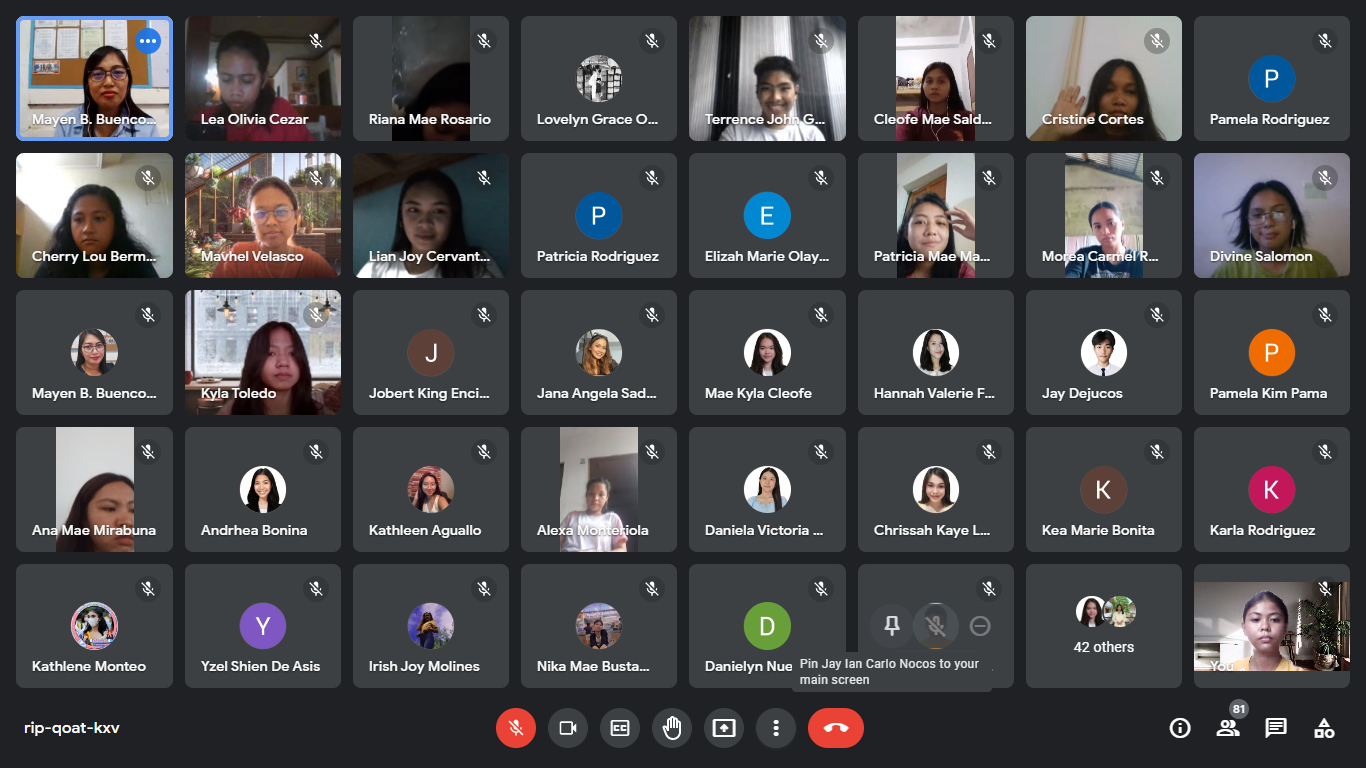 Mayen B. Buenco...
Lea Olivia Cezar
Riana Mae Rosario
Lovelyn Grace O...
Terrence John G...
Cleofe Mae Sald...
Cristine Cortes
P
Pamela Rodriguez
Cherry Lou Berm...
Mavhel Velasco
Lian Joy Cervant...
P
Patricia Rodriguez
E
Elizah Marie Olay...
Patricia Mae Ma...
Morea Carmel R...
Divine Salomon
Mayen B. Buenco...
Kyla Toledo
J
Jobert King Enci...
Jana Angela Sad...
Mae Kyla Cleofe
Hannah Valerie F...
Jay Dejucos
P
Pamela Kim Pama
Ana Mae Mirabuna
Andrhea Bonina
Kathleen Aguallo
Alexa Monteriola
Daniela Victoria ...
Chrissah Kaye L...
K
Kea Marie Bonita
K
Karla Rodriguez
Kathlene Monteo
Y
Yzel Shien De Asis
Irish Joy Molines
Nika Mae Busta...
D
Danielyn Nue
Pin Jay Ian Carlo Nocos to your
main screen
42 others
You
rip-qoat-kxv
CC
81